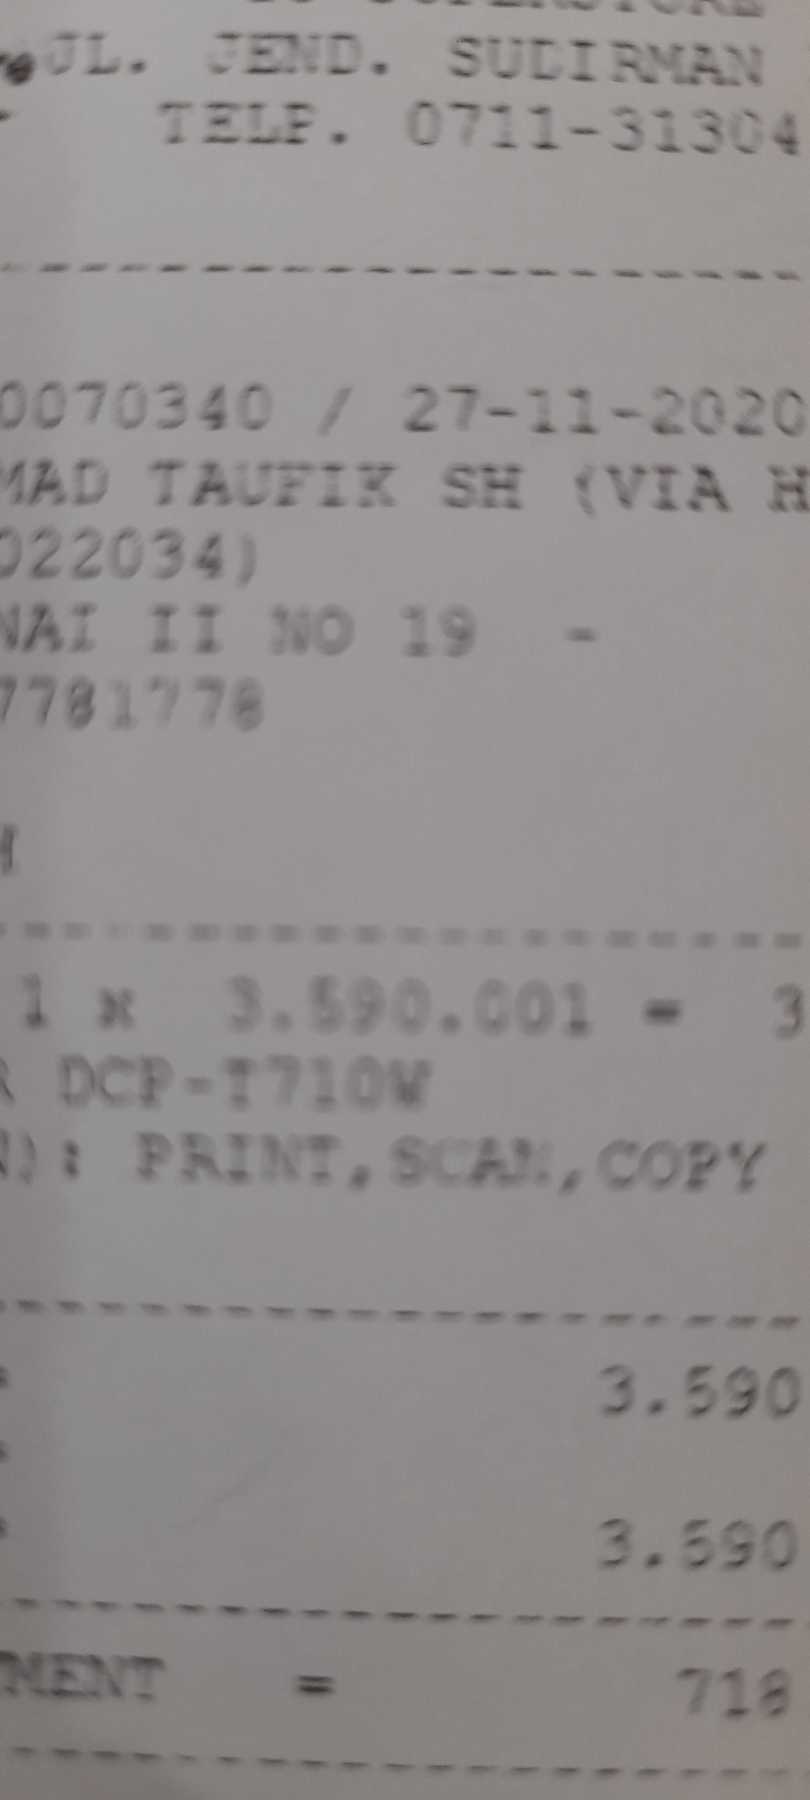 SUPERSTORE
JL. JEND. SUDIRMAN
TELP. 0711-31304
0070340 / 27-11-2020
MAD TAUFIK SH (VIA H
022034)
NAI II NO 19 -
7781778
H
1 x 3.590.001 = 3
R DCP-T710W
N): PRINT,SCAN,COPY
3.590
3.590
MENT = 718